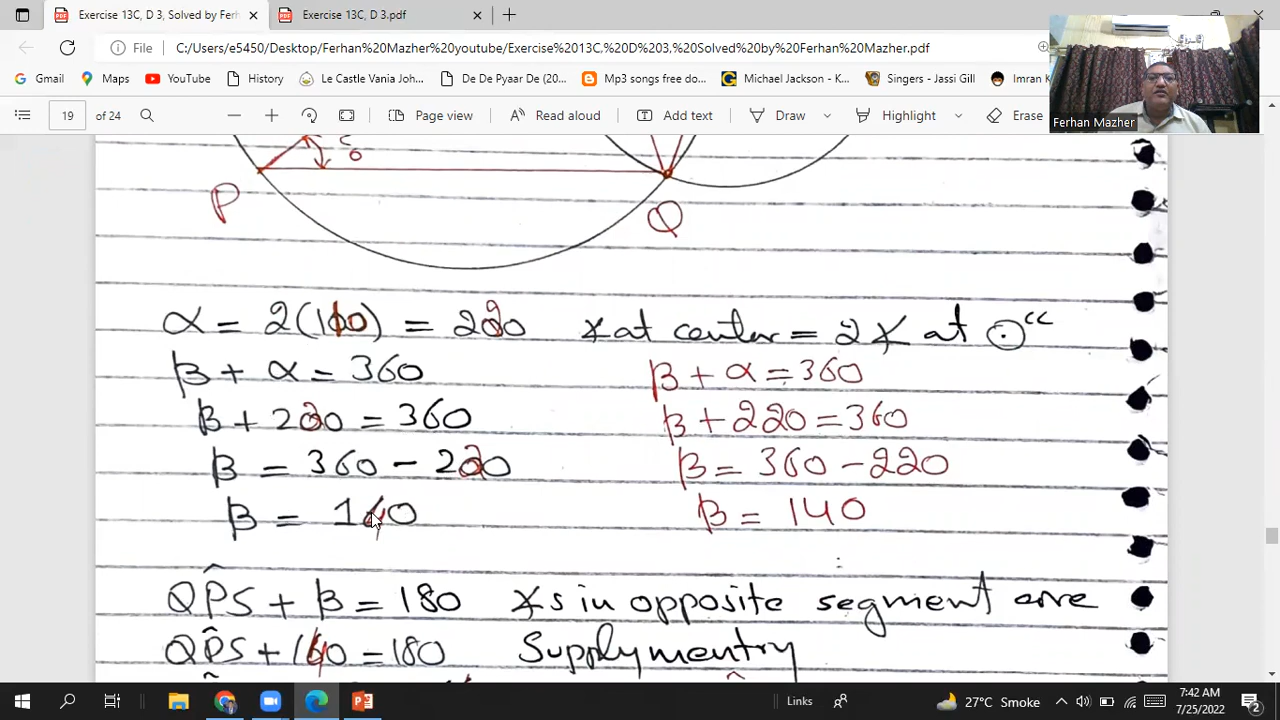 Exercise 13C, D 3, Solved by Fer
Exercise 13C, D 3.pdf
File
C:/Users/e5450/Desktop/Ferhan%20Mazher/Exercise%2013C,%20D%203,%20Solved%20by%20Ferhan%20Mazher.pdf
Gmail Maps YouTube History Le Castle Vania Joh... De De Pyaar De (20... Mp3 songs free do... Michael Jackson - K... Singers - Jassi Gill Imran K
Ferhan Mazher
19 of 24 Page view Read aloud Add text Draw Highlight Erase
P
Q
α = 2(110) = 220 ∡ at center = 2∡ at ⊙ce
β + α = 360 β + α = 360
β + 220 = 360 β + 220 = 360
β = 360 - 220 β = 360 - 220
β = 140 β = 140
QP̂S + β = 180 ∡s in opposite segment are
QP̂S + 140 = 180 Supplymentry
Links 27°C Smoke 7:42 AM
7/25/2022
2